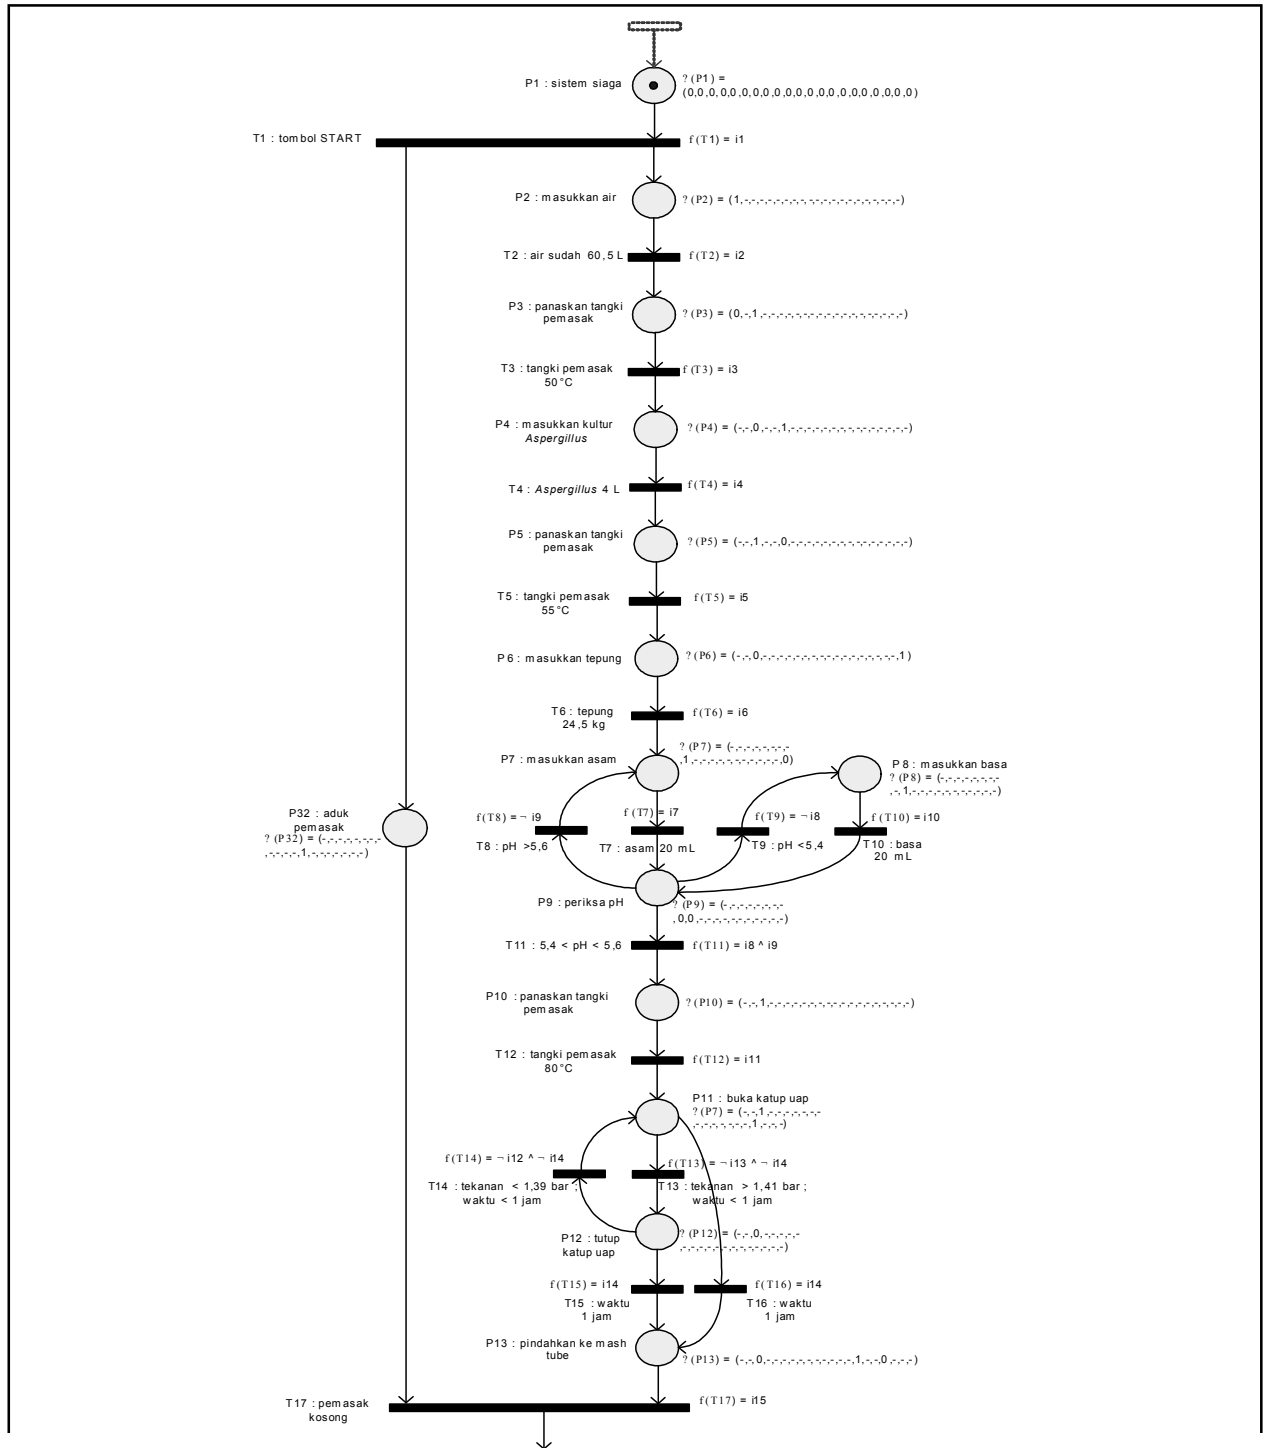 P1 : sistem siaga
? (P1) =
(0,0,0,0,0,0,0,0,0,0,0,0,0,0,0,0,0,0,0,0,0,0)
T1 : tombol START
f (T1) = i1
P2 : masukkan air
? (P2) = (1,-,-,-,-,-,-,-,-,-,-,-,-,-,-,-,-,-,-,-,-,-)
T2 : air sudah 60,5 L
f (T2) = i2
P3 : panaskan tangki
pemasak
? (P3) = (0,-,1,-,-,-,-,-,-,-,-,-,-,-,-,-,-,-,-,-,-,-)
T3 : tangki pemasak
50°C
f (T3) = i3
P4 : masukkan kultur
Aspergillus
? (P4) = (-,-,0,-,-,1,-,-,-,-,-,-,-,-,-,-,-,-,-,-,-,-)
T4 : Aspergillus 4 L
f (T4) = i4
P5 : panaskan tangki
pemasak
? (P5) = (-,-,1,-,-,0,-,-,-,-,-,-,-,-,-,-,-,-,-,-,-,-)
T5 : tangki pemasak
55°C
f (T5) = i5
P6 : masukkan tepung
? (P6) = (-,-,0,-,-,-,-,-,-,-,-,-,-,-,-,-,-,-,-,-,-,1)
T6 : tepung
24,5 kg
f (T6) = i6
P7 : masukkan asam
? (P7) = (-,-,-,-,-,-,-,-
,1,-,-,-,-,-,-,-,-,-,-,-,-,0)
P8 : masukkan basa
? (P8) = (-,-,-,-,-,-,-,-
,-,1,-,-,-,-,-,-,-,-,-,-,-,-)
P32 : aduk
pemasak
? (P32) = (-,-,-,-,-,-,-,-
,-,-,-,-,1,-,-,-,-,-,-,-,-)
f(T8) = ¬ i9
T8 : pH >5,6
f (T7) = i7
T7 : asam 20 mL
f (T9) = ¬ i8
T9 : pH <5,4
f (T10) = i10
T10 : basa
20 mL
P9 : periksa pH
? (P9) = (-,-,-,-,-,-,-,-
,0,0,-,-,-,-,-,-,-,-,-,-,-,-)
T11 : 5,4 < pH < 5,6
f (T11) = i8 ^ i9
P10 : panaskan tangki
pemasak
? (P10) = (-,-,1,-,-,-,-,-,-,-,-,-,-,-,-,-,-,-,-,-,-,-)
T12 : tangki pemasak
80°C
f (T12) = i11
P11 : buka katup uap
? (P7) = (-,-,1,-,-,-,-,-,-,-
,-,-,-,-,-,-,-,-,1,-,-,-)
f(T14) = ¬ i12 ^ ¬ i14
T14 : tekanan < 1,39 bar ;
waktu < 1 jam
f (T13) = ¬ i13 ^ ¬ i14
T13 : tekanan > 1,41 bar ;
waktu < 1 jam
P12 : tutup
katup uap
? (P12) = (-,-,0,-,-,-,-,-
,-,-,-,-,-,-,-,-,-,-,-,-,-,-)
f (T15) = i14
T15 : waktu
1 jam
f (T16) = i14
T16 : waktu
1 jam
P13 : pindahkan ke mash
tube
? (P13) = (-,-,0,-,-,-,-,-,-,-,-,-,-,-,-,1,-,-,0,-,-,-)
T17 : pemasak
kosong
f (T17) = i15